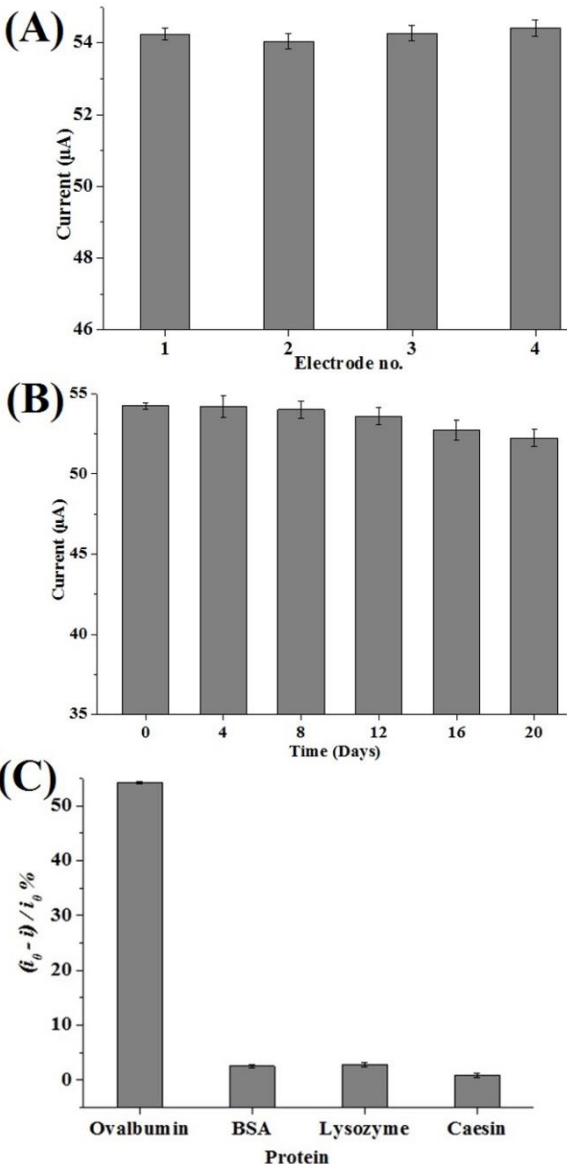 (A)
Current (µA)
54
52
50
48
46
1 2 3 4
Electrode no.
(B)
Current (µA)
55
50
45
40
35
0 4 8 12 16 20
Time (Days)
(C)
(i₀ - i) / i₀ %
50
40
30
20
10
0
Ovalbumin BSA Lysozyme Caesin
Protein